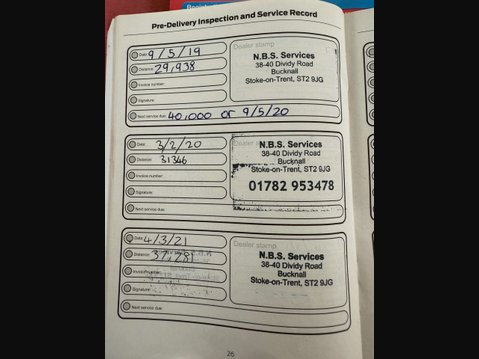 Pre-Delivery Inspection and Service Record
Date: 9/5/19
Distance: 29,938
Invoice number:
Signature:
Next service due: 40,000 or 9/5/20
Dealer stamp
N.B.S. Services
38-40 Dividy Road
Bucknall
Stoke-on-Trent, ST2 9JG
Date: 3/2/20
Distance: 31346
Invoice number:
Signature:
Next service due:
Dealer
N.B.S. Services
38-40 Dividy Road
Bucknall
Stoke-on-Trent, ST2 9JG
01782 953478
Date: 4/3/21
Distance: 37,281
Invoice number:
Signature:
Next service due:
Dealer stamp
N.B.S. Services
38-40 Dividy Road
Bucknall
Stoke-on-Trent, ST2 9JG
26